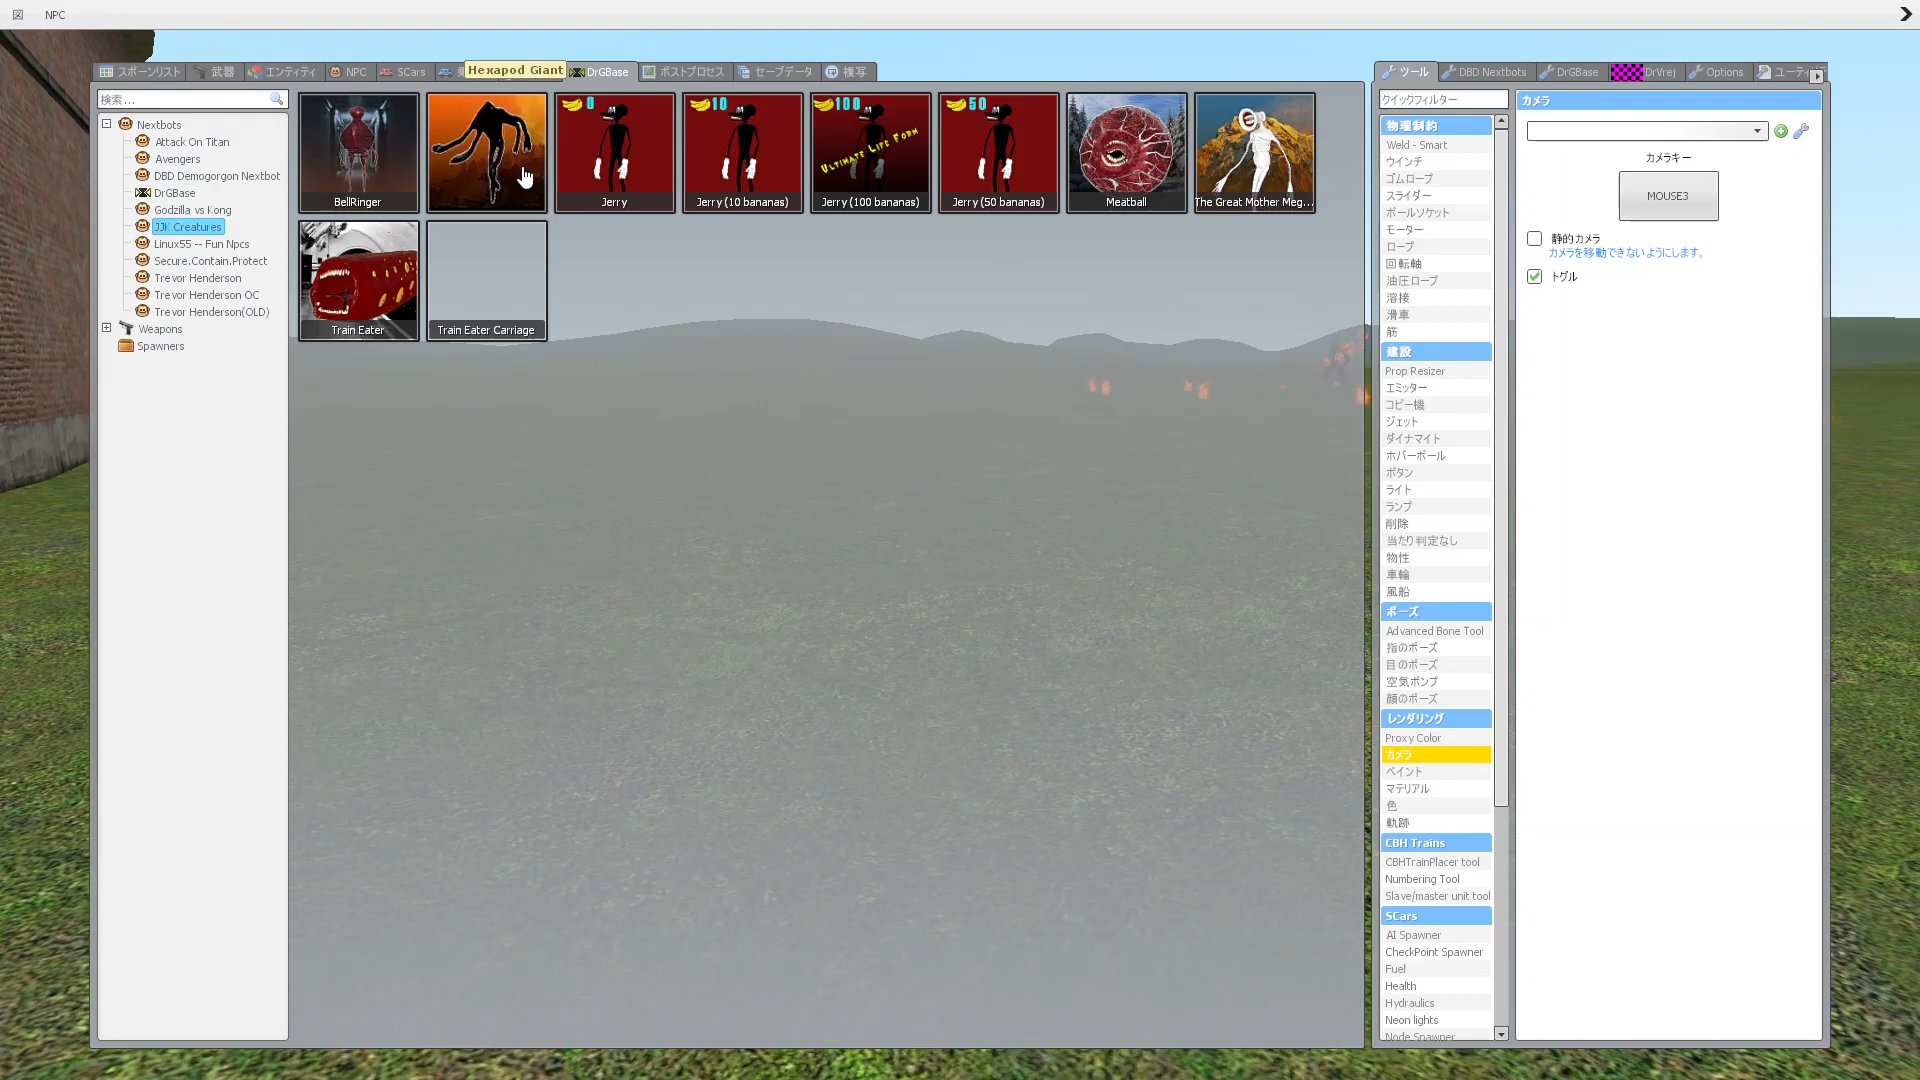 図 NPC
スポーンリスト 武器 エンティティ NPC SCars Hexapod Giant DrGBase ポストプロセス セーブデータ 複写
検索...
Nextbots
Attack On Titan
Avengers
DBD Demogorgon Nextbot
DrGBase
Godzilla vs Kong
JJK Creatures
Linux55 -- Fun Npcs
Secure.Contain.Protect
Trevor Henderson
Trevor Henderson OC
Trevor Henderson(OLD)
Weapons
Spawners
0 10 100 50
ULTIMATE LIFE FORM
BellRinger Jerry Jerry (10 bananas) Jerry (100 bananas) Jerry (50 bananas) Meatball The Great Mother Meg...
Train Eater Train Eater Carriage
ツール DBD Nextbots DrGBase DrVrej Options
クイックフィルター
物理制約
Weld - Smart
ウインチ
ゴムロープ
スライダー
ボールソケット
モーター
ロープ
回転軸
油圧ロープ
溶接
滑車
筋
建設
Prop Resizer
エミッター
コピー機
ジェット
ダイナマイト
ホバーボール
ボタン
ライト
ランプ
削除
当たり判定なし
物性
車輪
風船
ポーズ
Advanced Bone Tool
指のポーズ
目のポーズ
空気ポンプ
顔のポーズ
レンダリング
Proxy Color
カメラ
ペイント
マテリアル
色
軌跡
CBH Trains
CBHTrainPlacer tool
Numbering Tool
Slave/master unit tool
SCars
AI Spawner
CheckPoint Spawner
Fuel
Health
Hydraulics
Neon lights
Node Spawner
カメラ
カメラキー
MOUSE3
静的カメラ
カメラを移動できないようにします。
トグル